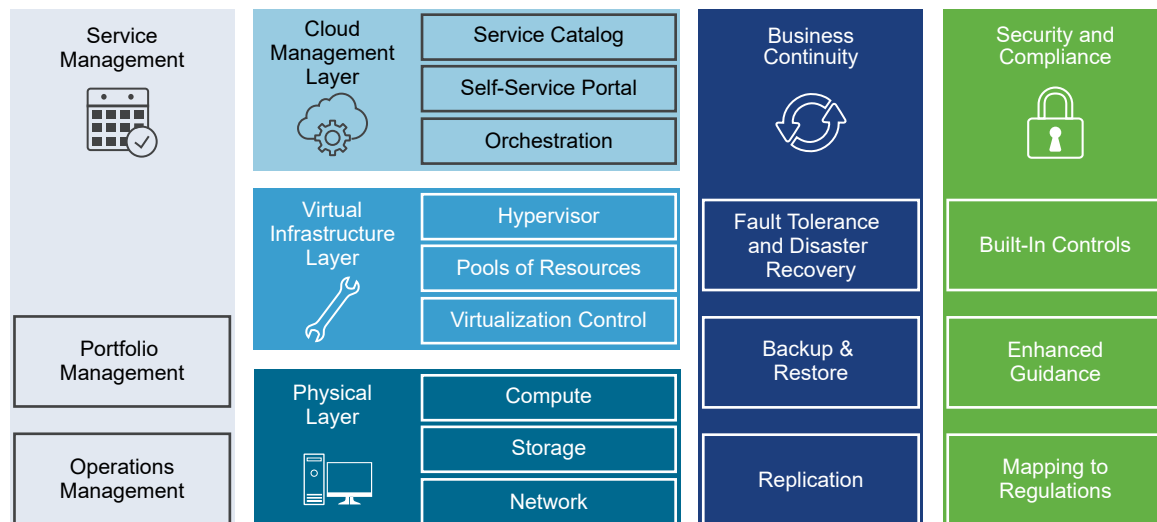 Service
Management
Portfolio
Management
Operations
Management
Cloud
Management
Layer
Service Catalog
Self-Service Portal
Orchestration
Virtual
Infrastructure
Layer
Hypervisor
Pools of Resources
Virtualization Control
Physical
Layer
Compute
Storage
Network
Business
Continuity
Fault Tolerance
and Disaster
Recovery
Backup &
Restore
Replication
Security and
Compliance
Built-In Controls
Enhanced
Guidance
Mapping to
Regulations